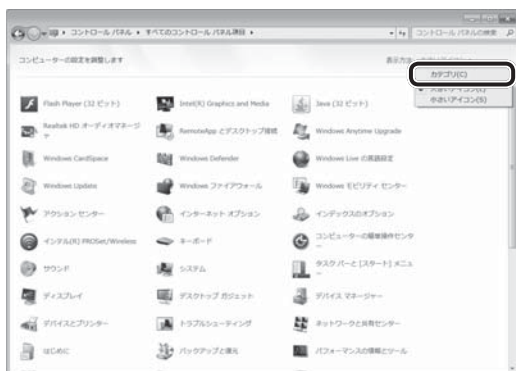 コントロール パネル ▸ すべてのコントロール パネル項目 ▸
コントロール パネルの検索
コンピューターの設定を調整します
表示方法:
カテゴリ(C)
大きいアイコン(L)
小さいアイコン(S)
Flash Player (32 ビット)
Intel(R) Graphics and Media
Java (32 ビット)
Realtek HD オーディオマネージャ
RemoteApp とデスクトップ接続
Windows Anytime Upgrade
Windows CardSpace
Windows Defender
Windows Live の言語設定
Windows Update
Windows ファイアウォール
Windows モビリティ センター
アクション センター
インターネット オプション
インデックスのオプション
インテル(R) PROSet/Wireless
キーボード
コンピューターの簡単操作センター
サウンド
システム
タスク バーと [スタート] メニュー
ディスプレイ
デスクトップ ガジェット
デバイス マネージャー
デバイスとプリンター
トラブルシューティング
ネットワークと共有センター
はじめに
バックアップと復元
パフォーマンスの情報とツール